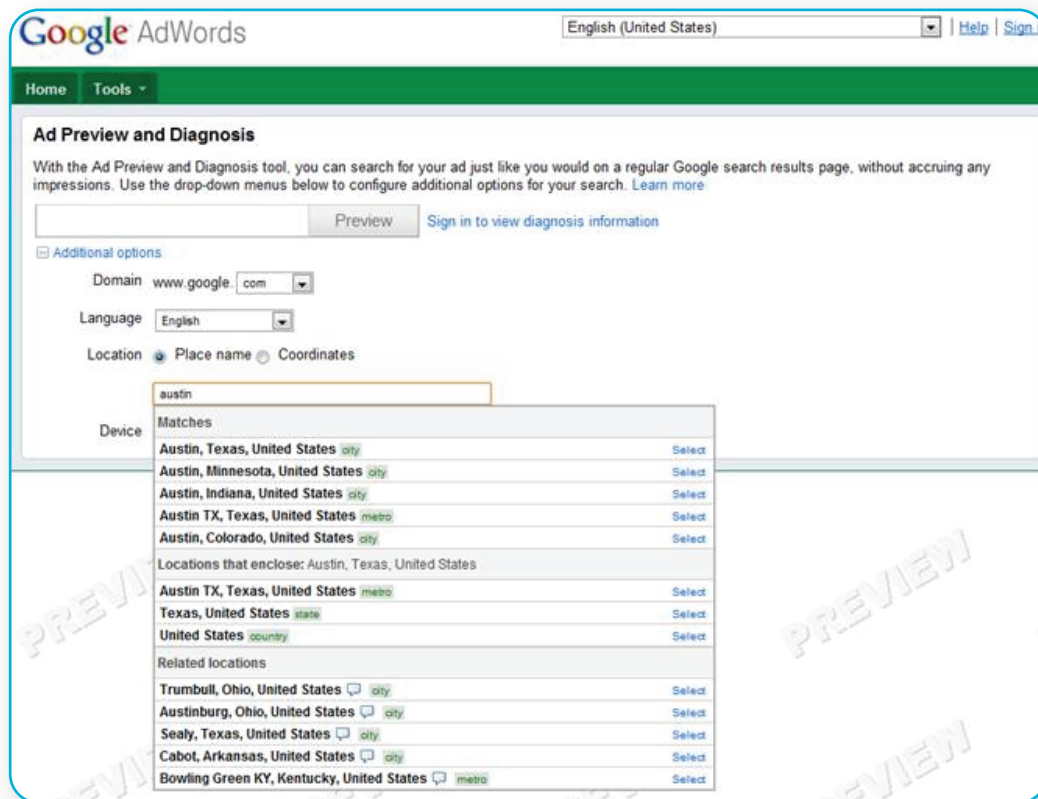 Google AdWords
English (United States)
Help
Sign
Home
Tools
Ad Preview and Diagnosis
With the Ad Preview and Diagnosis tool, you can search for your ad just like you would on a regular Google search results page, without accruing any
impressions. Use the drop-down menus below to configure additional options for your search. Learn more
Preview
Sign in to view diagnosis information
Additional options
Domain www.google. com
Language English
Location Place name Coordinates
austin
Device
Matches
Austin, Texas, United States city Select
Austin, Minnesota, United States city Select
Austin, Indiana, United States city Select
Austin TX, Texas, United States metro Select
Austin, Colorado, United States city Select
Locations that enclose: Austin, Texas, United States
Austin TX, Texas, United States metro Select
Texas, United States state Select
United States country Select
Related locations
Trumbull, Ohio, United States city Select
Austinburg, Ohio, United States city Select
Sealy, Texas, United States city Select
Cabot, Arkansas, United States city Select
Bowling Green KY, Kentucky, United States metro Select
PREVIEW
PREVIEW